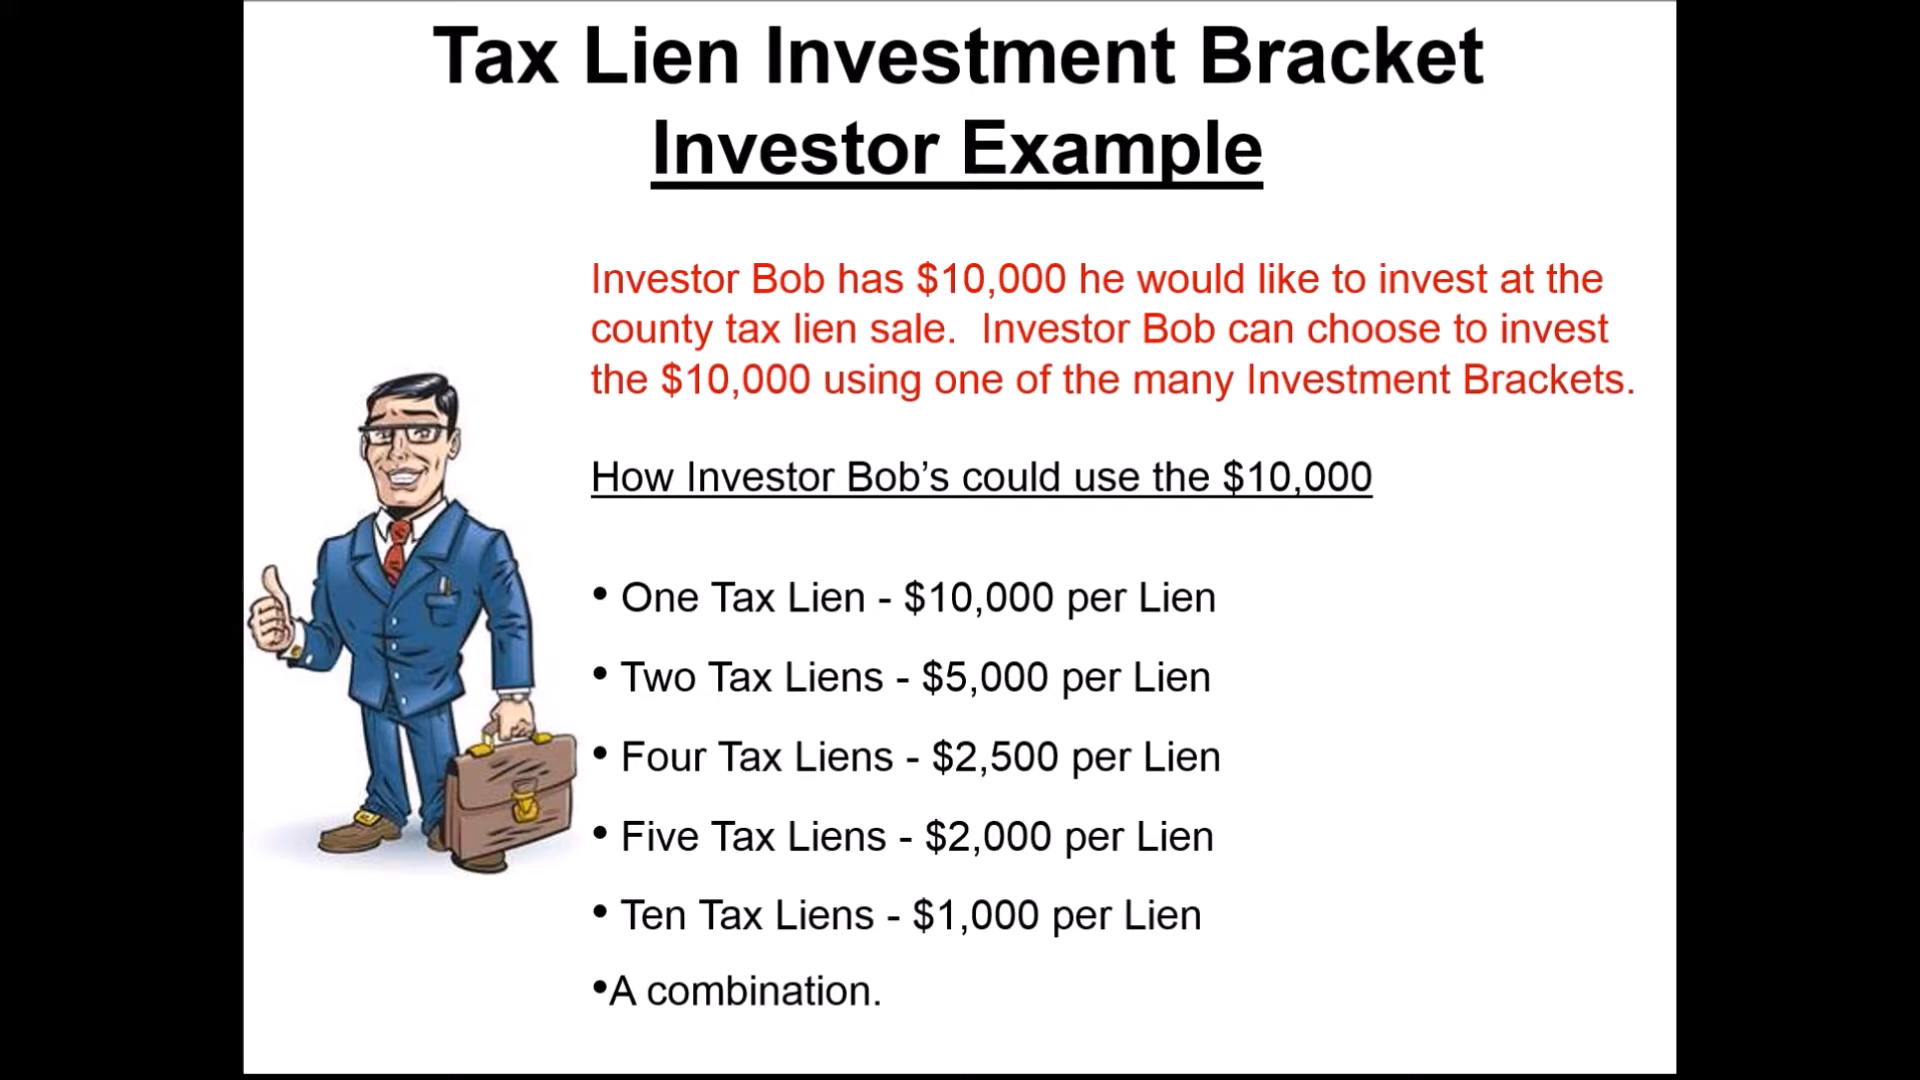 Tax Lien Investment Bracket
Investor Example
Investor Bob has $10,000 he would like to invest at the
county tax lien sale.  Investor Bob can choose to invest
the $10,000 using one of the many Investment Brackets.
How Investor Bob’s could use the $10,000
• One Tax Lien - $10,000 per Lien
• Two Tax Liens - $5,000 per Lien
• Four Tax Liens - $2,500 per Lien
• Five Tax Liens - $2,000 per Lien
• Ten Tax Liens - $1,000 per Lien
•A combination.